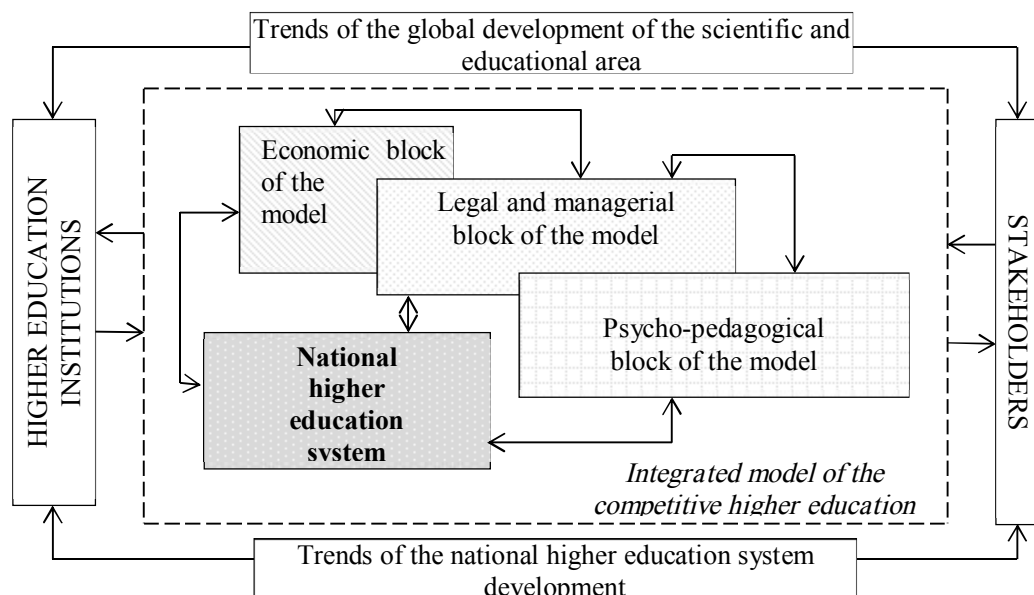 Trends of the global development of the scientific and
educational area
HIGHER EDUCATION
INSTITUTIONS
Economic block
of the
model
Legal and managerial
block of the model
Psycho-pedagogical
block of the model
National
higher
education
system
Integrated model of the
competitive higher education
STAKEHOLDERS
Trends of the national higher education system
development